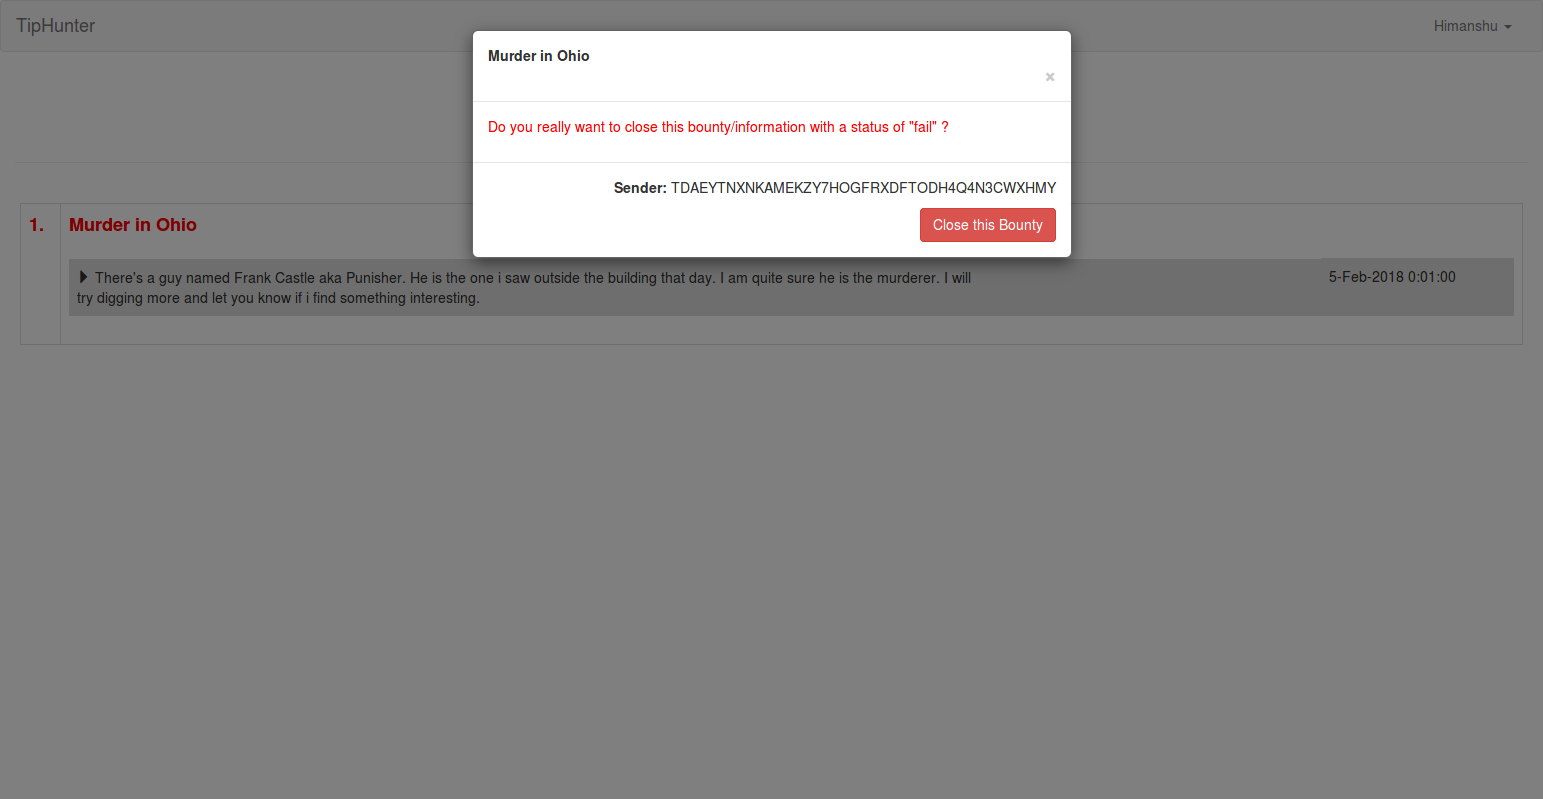 TipHunter
Himanshu
Murder in Ohio
×
Do you really want to close this bounty/information with a status of "fail" ?
Sender: TDAEYTNXNKAMEKZY7HOGFRXDFTODH4Q4N3CWXHMY
Close this Bounty
1. Murder in Ohio
There's a guy named Frank Castle aka Punisher. He is the one i saw outside the building that day. I am quite sure he is the murderer. I will
try digging more and let you know if i find something interesting.
5-Feb-2018 0:01:00